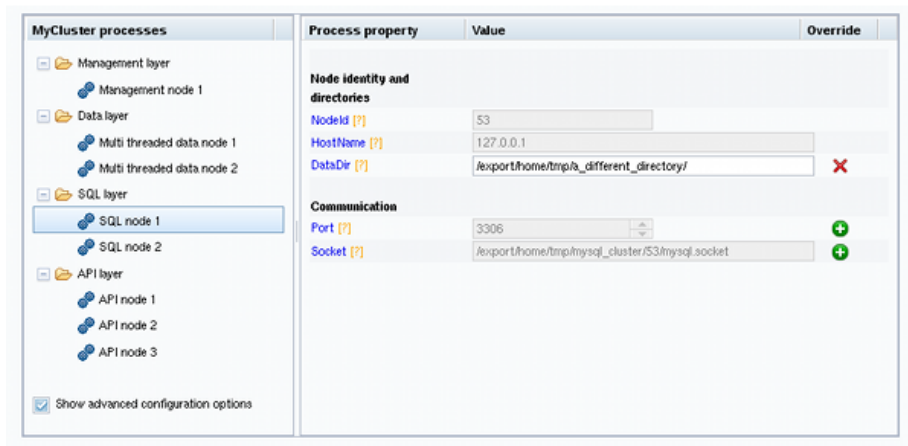 MyCluster processes
Management layer
Management node 1
Data layer
Multi threaded data node 1
Multi threaded data node 2
SQL layer
SQL node 1
SQL node 2
API layer
API node 1
API node 2
API node 3
Show advanced configuration options
Process property Value Override
Node identity and
directories
NodeId [?] 53
HostName [?] 127.0.0.1
DataDir [?] /export/home/tmp/a_different_directory/
Communication
Port [?] 3306
Socket [?] /export/home/tmp/mysql_cluster/53/mysql.socket